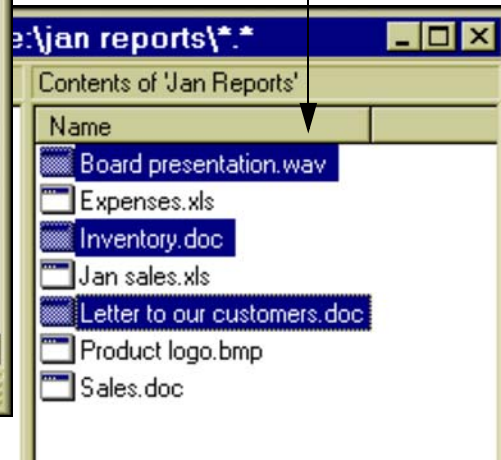 e:\jan reports\*.*
Contents of 'Jan Reports'
Name
Board presentation.wav
Expenses.xls
Inventory.doc
Jan sales.xls
Letter to our customers.doc
Product logo.bmp
Sales.doc